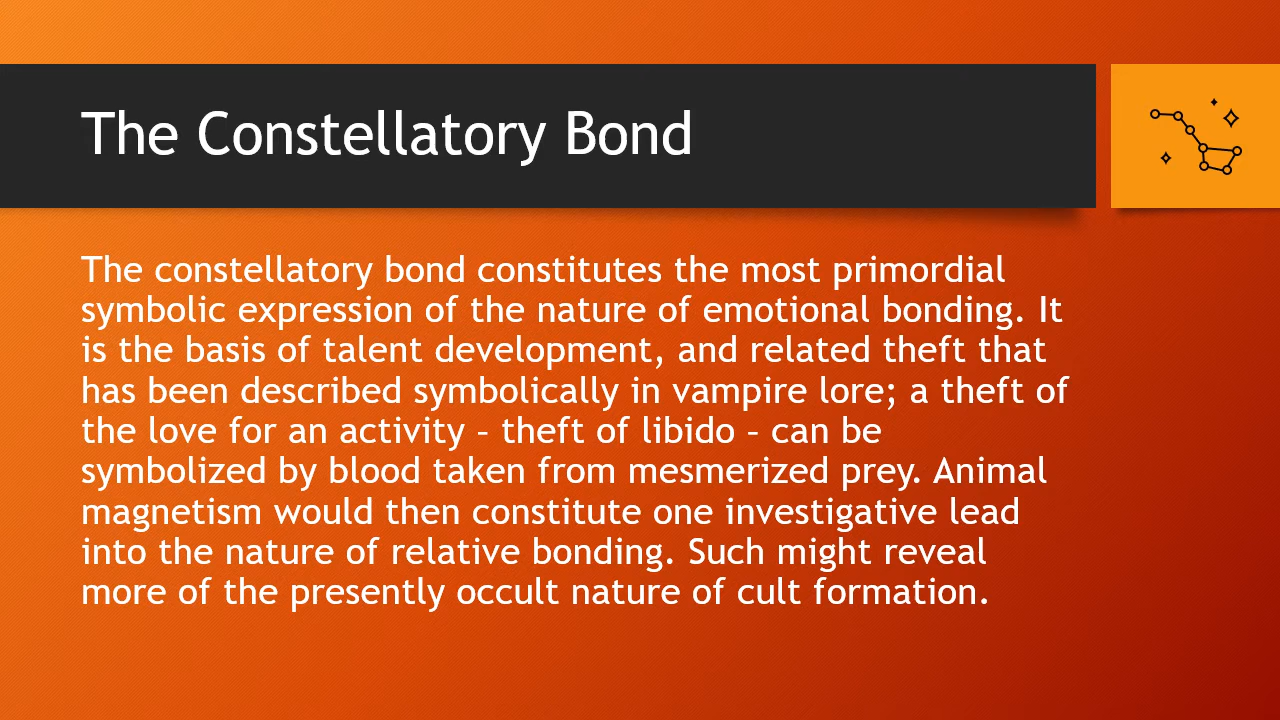 The Constellatory Bond
The constellatory bond constitutes the most primordial
symbolic expression of the nature of emotional bonding. It
is the basis of talent development, and related theft that
has been described symbolically in vampire lore; a theft of
the love for an activity – theft of libido – can be
symbolized by blood taken from mesmerized prey. Animal
magnetism would then constitute one investigative lead
into the nature of relative bonding. Such might reveal
more of the presently occult nature of cult formation.